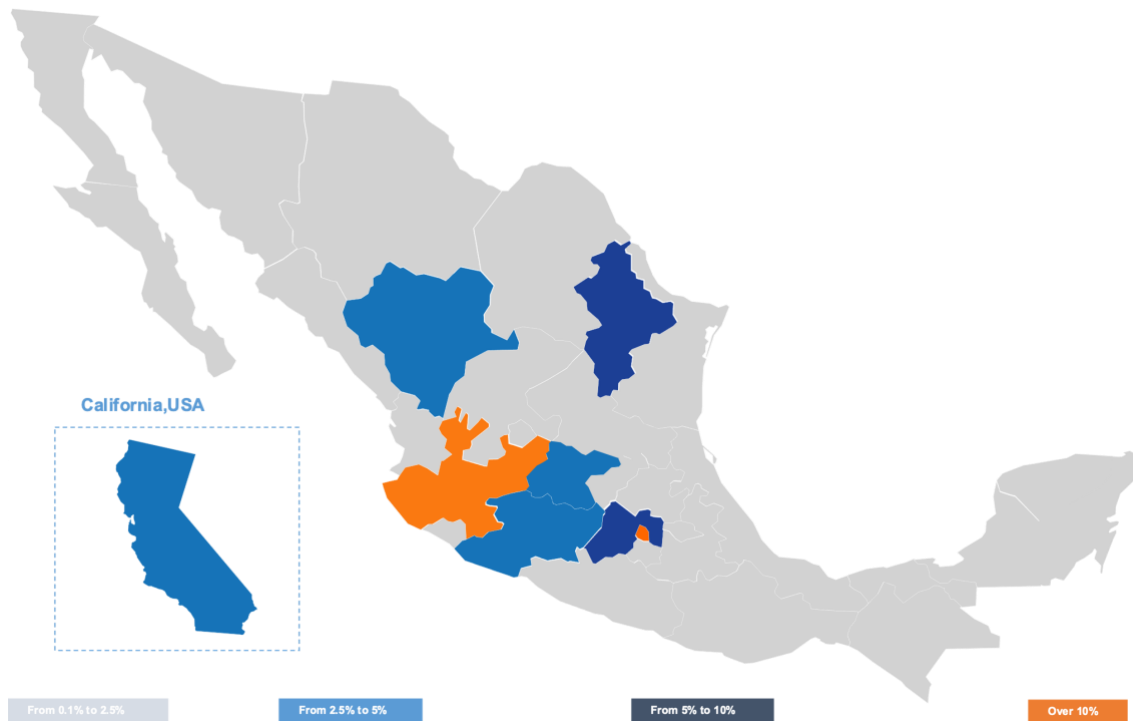 California,USA
From 0.1% to 2.5%
From 2.5% to 5%
From 5% to 10%
Over 10%